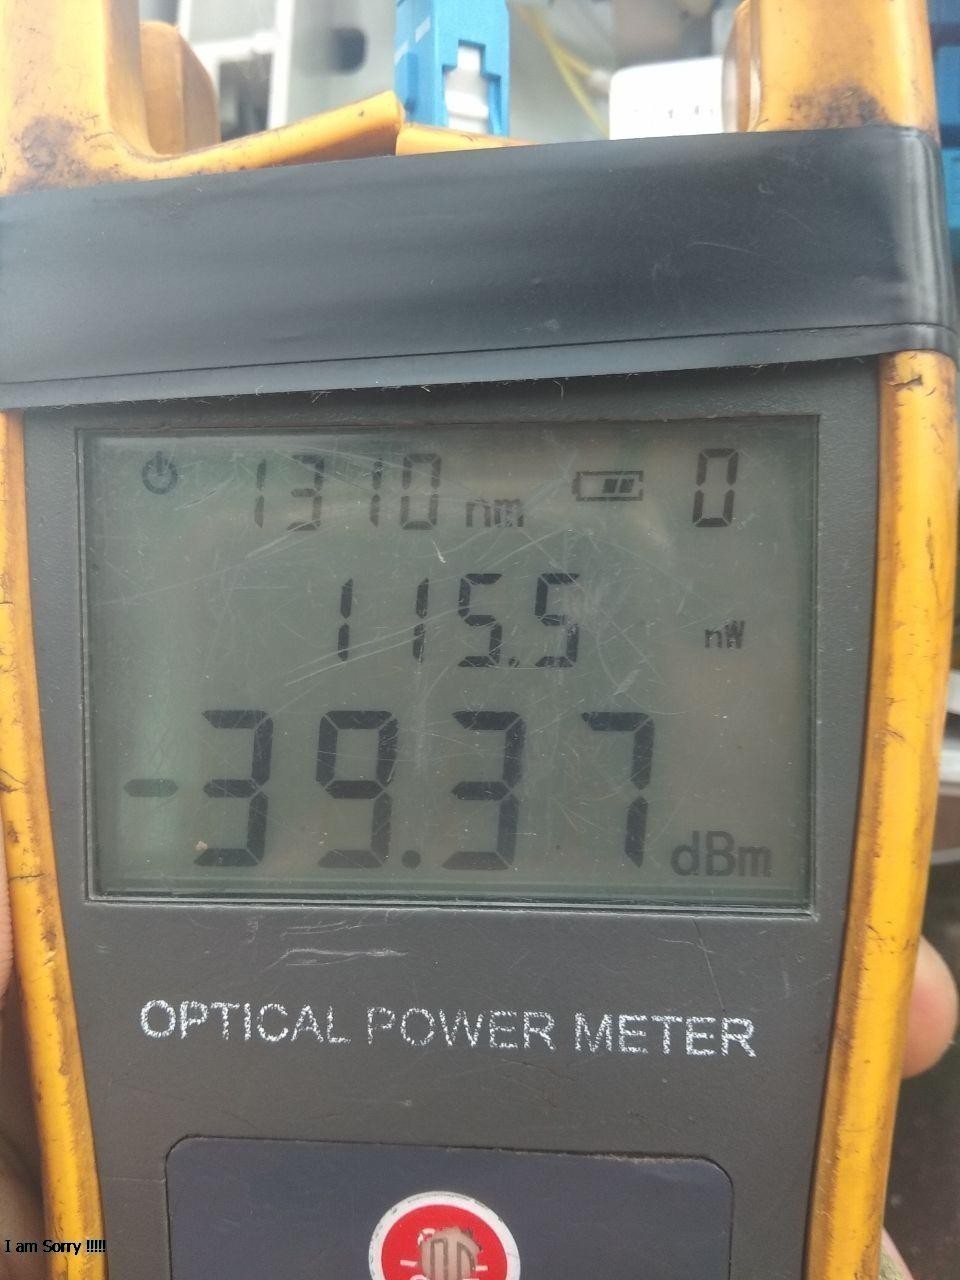 1310 nm 0
115.5 nW
-39.37 dBm
OPTICAL POWER METER
I am Sorry !!!!!